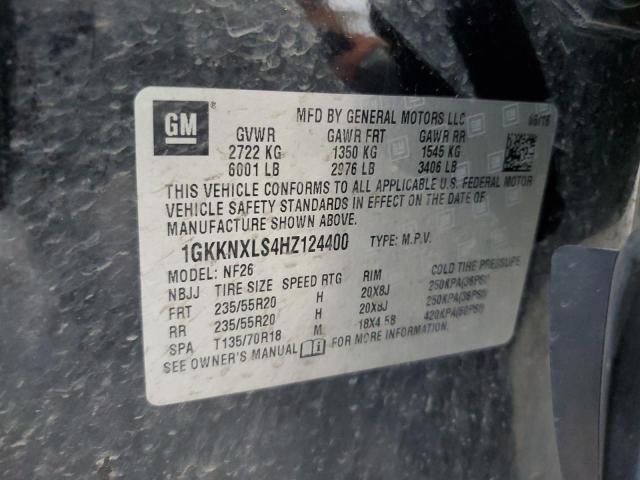 GM ®
MFD BY GENERAL MOTORS LLC
GVWR GAWR FRT GAWR RR
2722 KG 1350 KG 1545 KG
6001 LB 2976 LB 3406 LB
THIS VEHICLE CONFORMS TO ALL APPLICABLE U.S. FEDERAL MOTOR
VEHICLE SAFETY STANDARDS IN EFFECT ON THE DATE OF
MANUFACTURE SHOWN ABOVE.
1GKKNXLS4HZ124400 TYPE: M.P.V.
MODEL: NF26
NBJJ TIRE SIZE SPEED RTG RIM COLD TIRE PRESSURE
FRT 235/55R20 H 20X8J 250KPA(36PSI)
RR 235/55R20 H 20X8J 250KPA(36PSI)
SPA T135/70R18 M 18X4.5B 420KPA(60PSI)
SEE OWNER'S MANUAL FOR MORE INFORMATION.